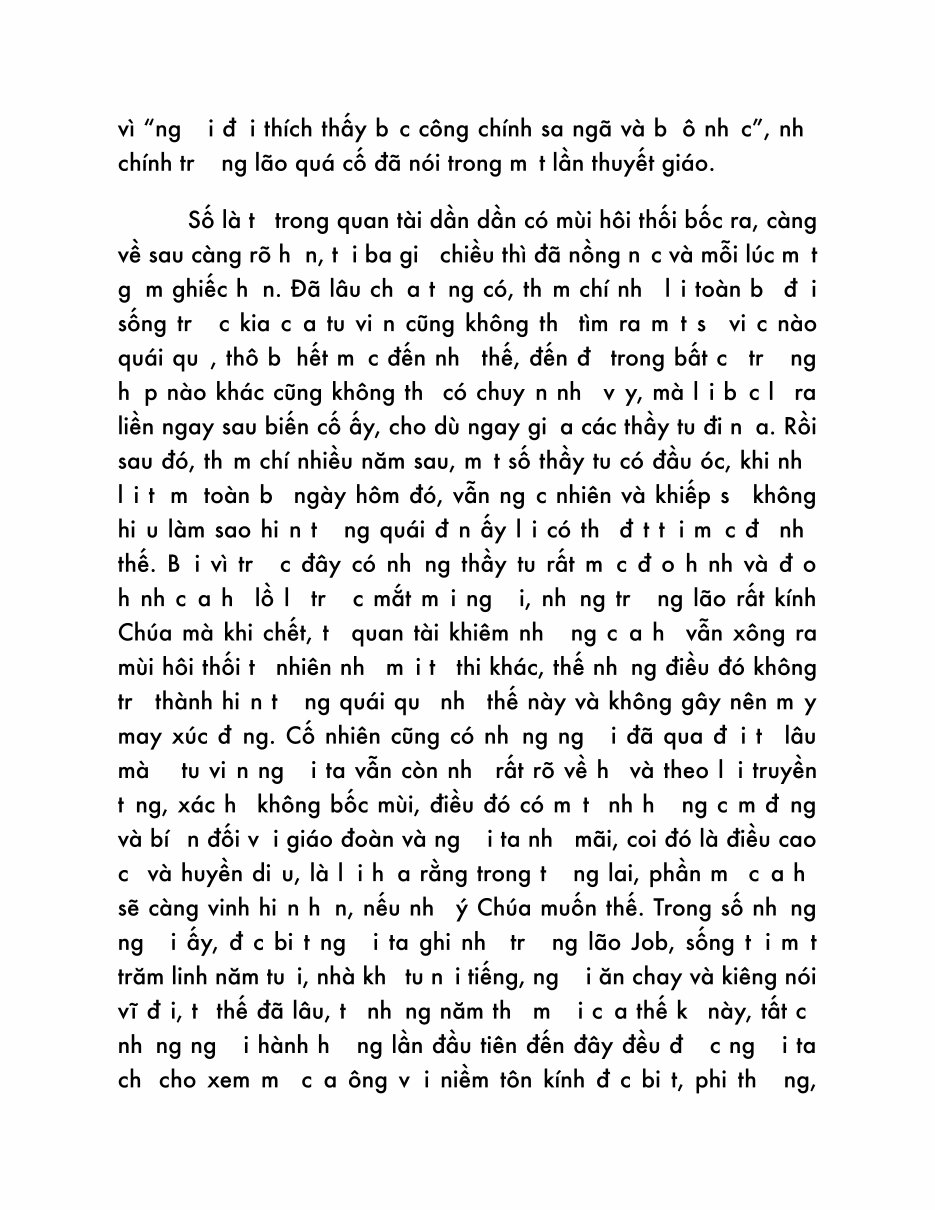 vì “ng i đ i thích thấy b c công chính sa ngã và b ô nh c”, nh
chính tr ng lão quá cố đã nói trong m t lần thuyết giáo.
Số là t trong quan tài dần dần có mùi hôi thối bốc ra, càng
về sau càng rõ h n, t i ba gi chiều thì đã nồng n c và mỗi lúc m t
g m ghiếc h n. Đã lâu ch a t ng có, th m chí nh l i toàn b đ i
sống tr c kia c a tu vi n cũng không th tìm ra m t s vi c nào
quái qu , thô b hết m c đến nh thế, đến đ trong bất c tr ng
h p nào khác cũng không th có chuy n nh v y, mà l i b c l ra
liền ngay sau biến cố ấy, cho dù ngay gi a các thầy tu đi n a. Rồi
sau đó, th m chí nhiều năm sau, m t số thầy tu có đầu óc, khi nh
l i t m toàn b ngày hôm đó, vẫn ng c nhiên và khiếp s không
hi u làm sao hi n t ng quái đ n ấy l i có th đ t t i m c đ nh
thế. B i vì tr c đây có nh ng thầy tu rất m c đ o h nh và đ o
h nh c a h lồ l tr c mắt m i ng i, nh ng tr ng lão rất kính
Chúa mà khi chết, t quan tài khiêm nh ng c a h vẫn xông ra
mùi hôi thối t nhiên nh m i t thi khác, thế nh ng điều đó không
tr thành hi n t ng quái qu nh thế này và không gây nên m y
may xúc đ ng. Cố nhiên cũng có nh ng ng i đã qua đ i t lâu
mà tu vi n ng i ta vẫn còn nh rất rõ về h và theo l i truyền
t ng, xác h không bốc mùi, điều đó có m t nh h ng c m đ ng
và bí n đối v i giáo đoàn và ng i ta nh mãi, coi đó là điều cao
c và huyền di u, là l i h a rằng trong t ng lai, phần m c a h
sẽ càng vinh hi n h n, nếu nh ý Chúa muốn thế. Trong số nh ng
ng i ấy, đ c bi t ng i ta ghi nh tr ng lão Job, sống t i m t
trăm linh năm tu i, nhà kh tu n i tiếng, ng i ăn chay và kiêng nói
vĩ đ i, t thế đã lâu, t nh ng năm th m i c a thế k này, tất c
nh ng ng i hành h ng lần đầu tiên đến đây đều đ c ng i ta
ch cho xem m c a ông v i niềm tôn kính đ c bi t, phi th ng,